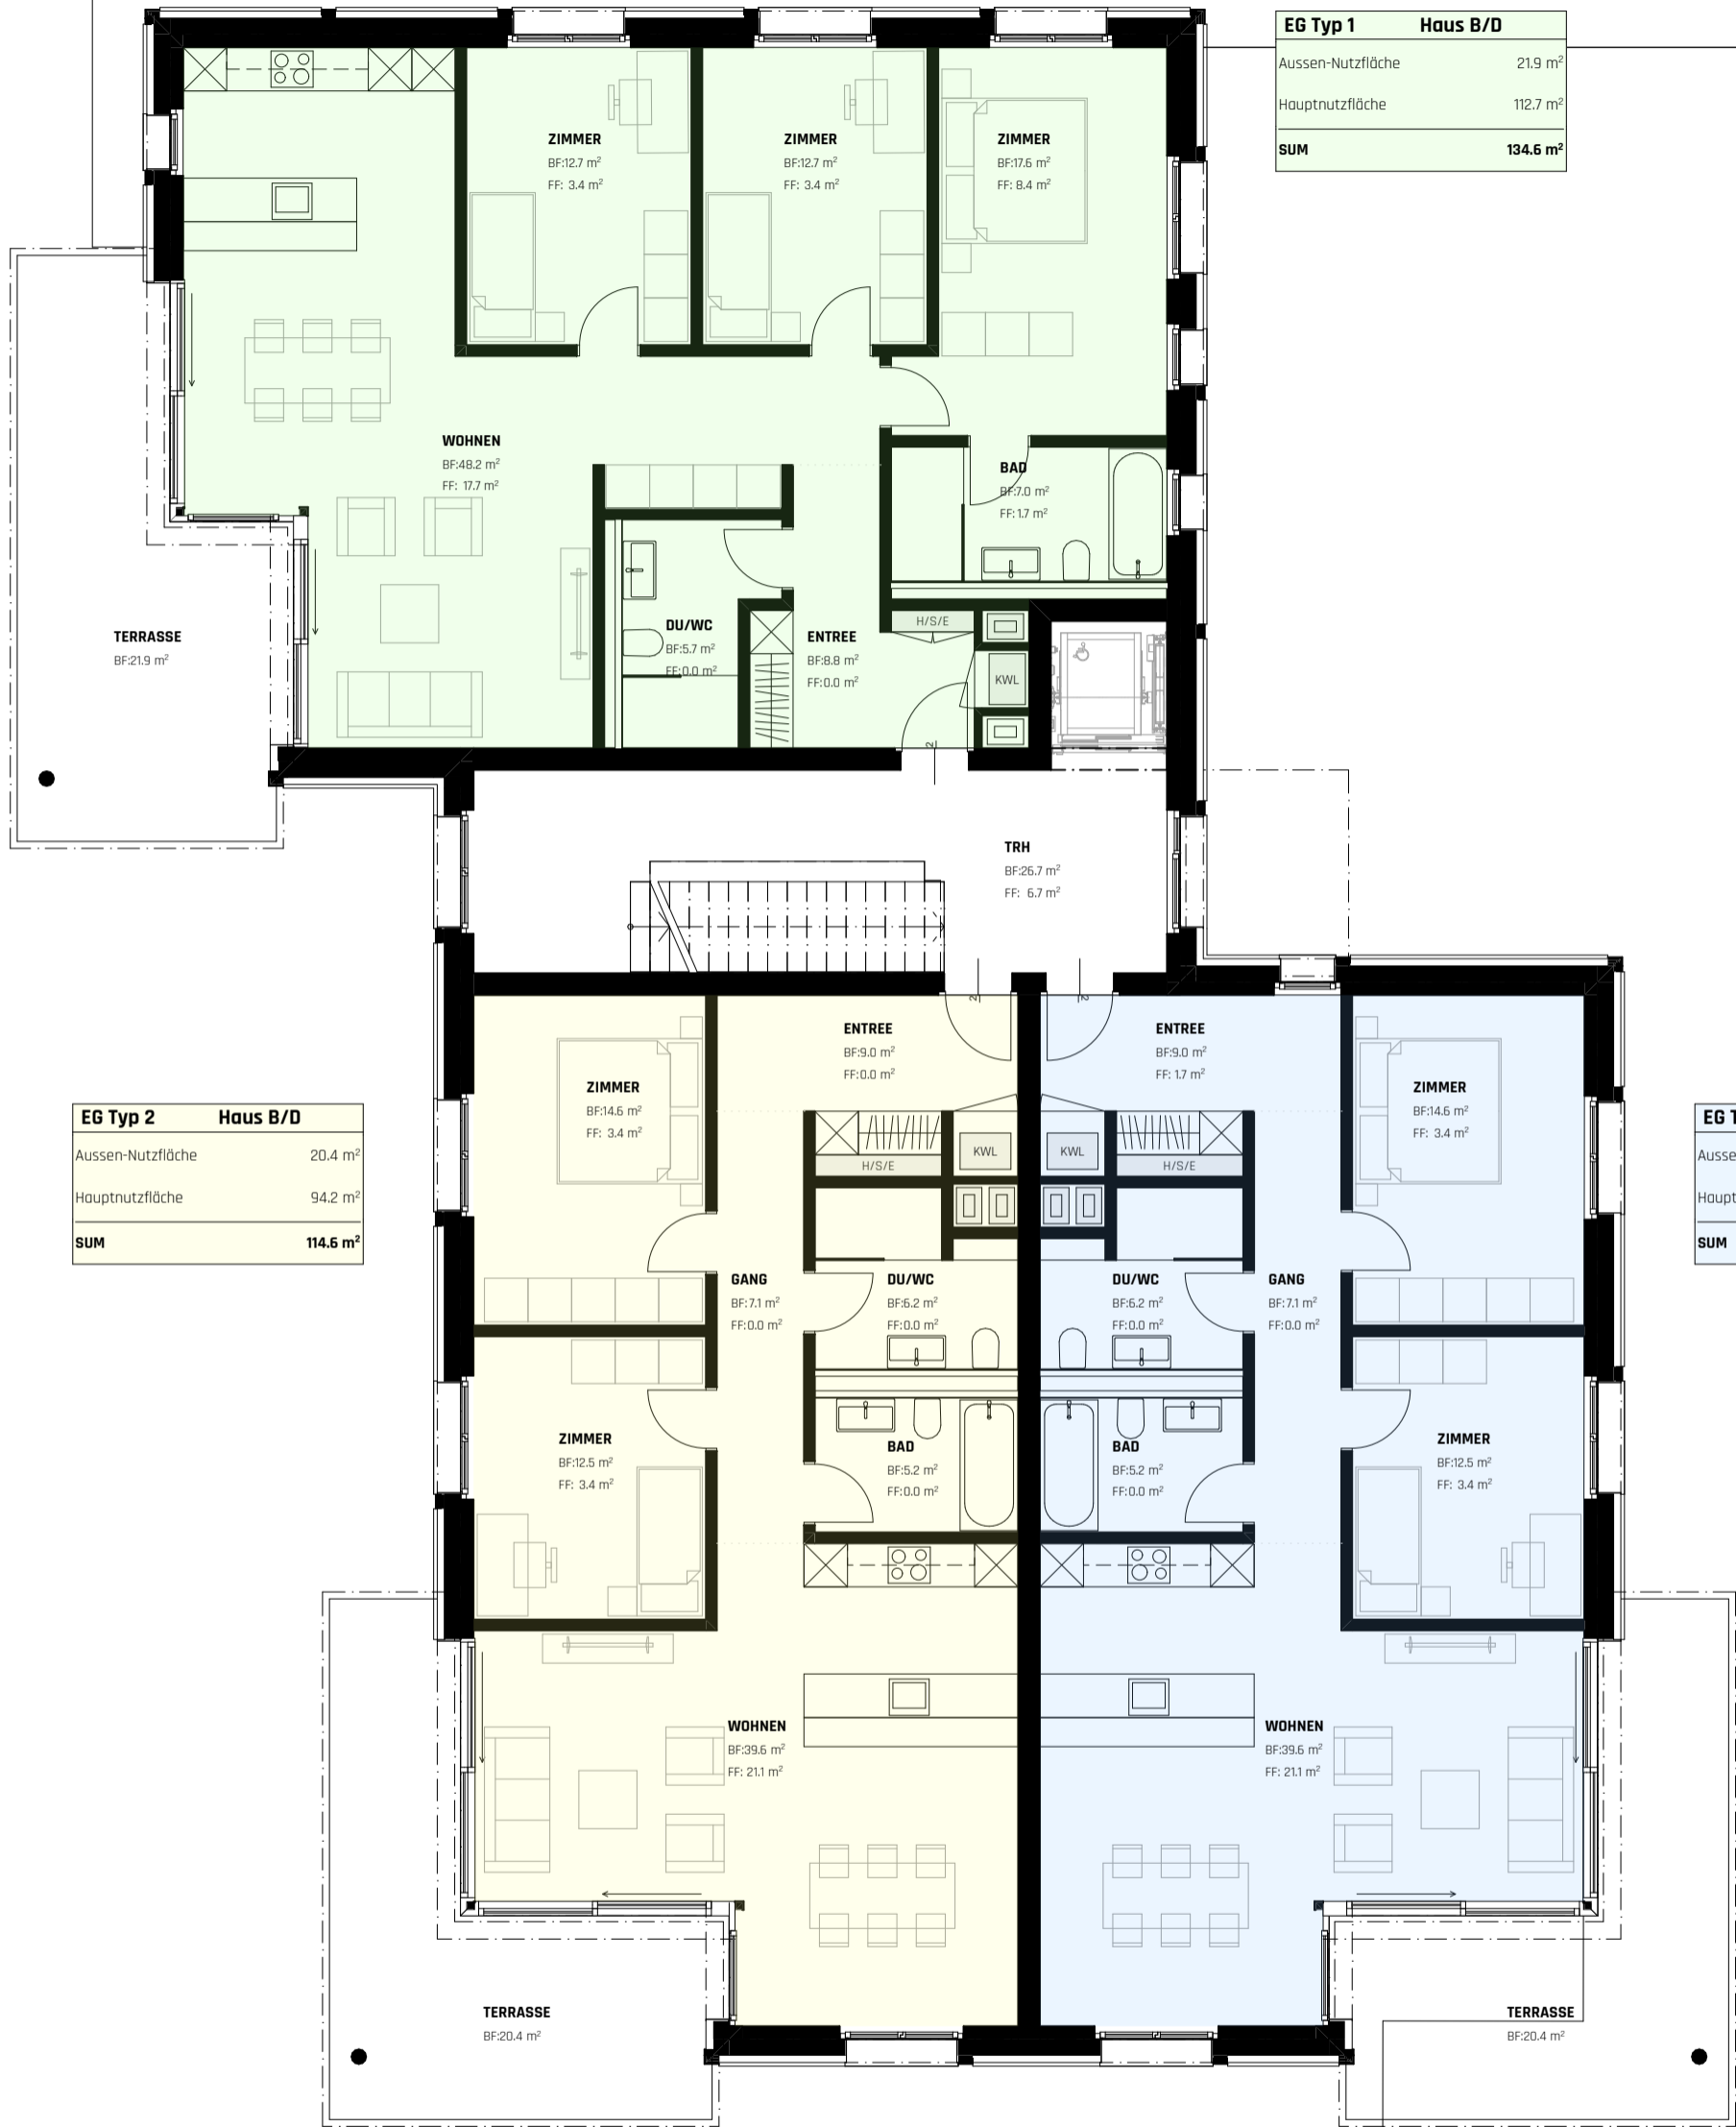 EG Typ 1 Haus B/D
Aussen-Nutzfläche 21.9 m²
Hauptnutzfläche 112.7 m²
SUM 134.6 m²
ZIMMER
BF:12.7 m²
FF: 3.4 m²
ZIMMER
BF:12.7 m²
FF: 3.4 m²
ZIMMER
BF:17.6 m²
FF: 8.4 m²
WOHNEN
BF:48.2 m²
FF: 17.7 m²
BAD
BF:7.0 m²
FF: 1.7 m²
TERRASSE
BF:21.9 m²
DU/WC
BF:5.7 m²
FF:0.0 m²
ENTREE
BF:8.8 m²
FF:0.0 m²
H/S/E
KWL
2
TRH
BF:26.7 m²
FF: 6.7 m²
2
2
EG Typ 2 Haus B/D
Aussen-Nutzfläche 20.4 m²
Hauptnutzfläche 94.2 m²
SUM 114.6 m²
ZIMMER
BF:14.6 m²
FF: 3.4 m²
ENTREE
BF:9.0 m²
FF:0.0 m²
KWL
H/S/E
ENTREE
BF:9.0 m²
FF: 1.7 m²
KWL
H/S/E
ZIMMER
BF:14.6 m²
FF: 3.4 m²
EG T
Ausse
Haupt
SUM
GANG
BF:7.1 m²
FF:0.0 m²
DU/WC
BF:6.2 m²
FF:0.0 m²
DU/WC
BF:6.2 m²
FF:0.0 m²
GANG
BF:7.1 m²
FF:0.0 m²
ZIMMER
BF:12.5 m²
FF: 3.4 m²
BAD
BF:5.2 m²
FF:0.0 m²
BAD
BF:5.2 m²
FF:0.0 m²
ZIMMER
BF:12.5 m²
FF: 3.4 m²
WOHNEN
BF:39.6 m²
FF: 21.1 m²
WOHNEN
BF:39.6 m²
FF: 21.1 m²
TERRASSE
BF:20.4 m²
TERRASSE
BF:20.4 m²